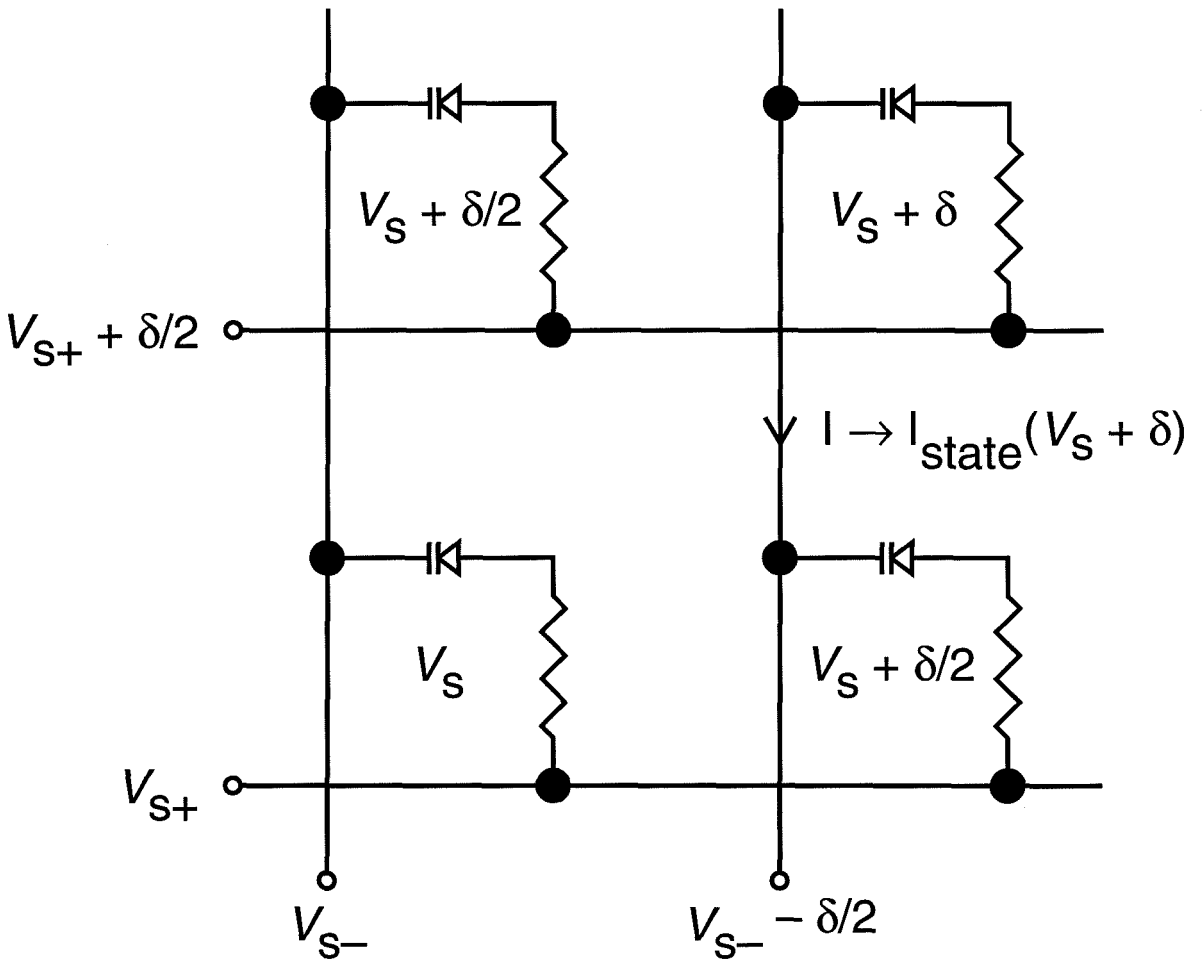 V_S + δ/2
V_S + δ
V_S+ + δ/2
I → I_state(V_S + δ)
V_S
V_S + δ/2
V_S+
V_S−
V_S− − δ/2